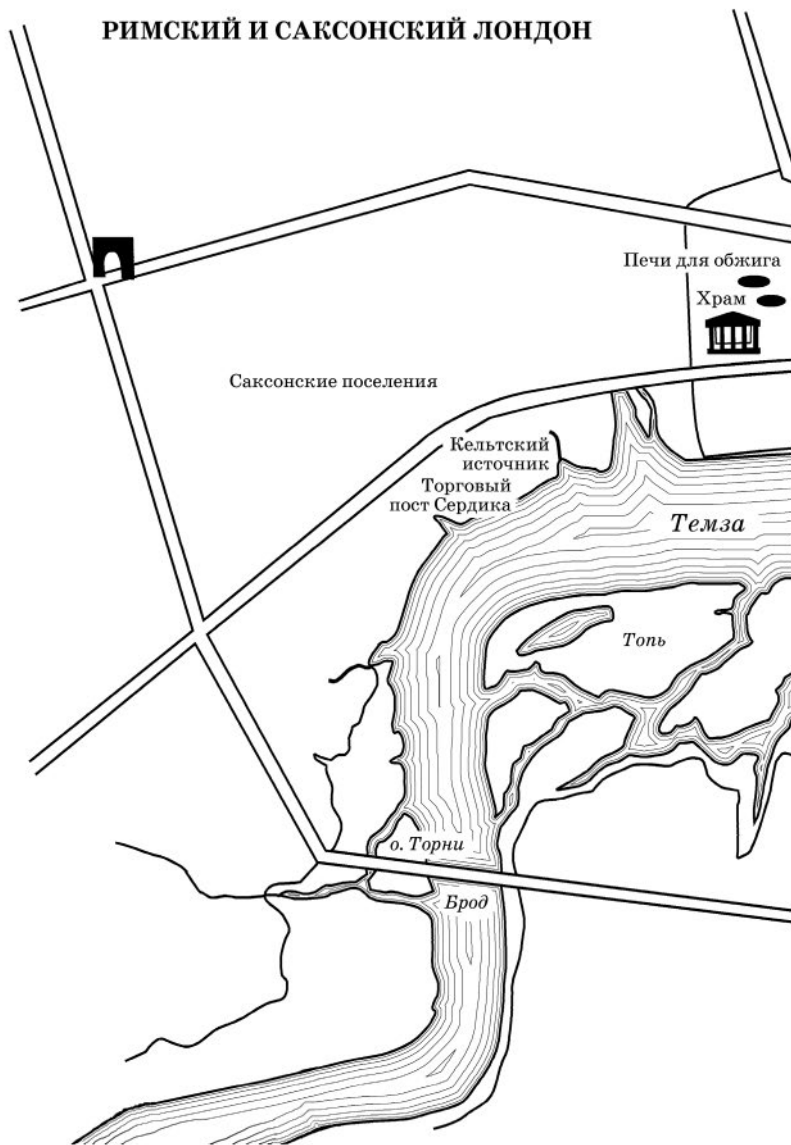 РИМСКИЙ И САКСОНСКИЙ ЛОНДОН
Печи для обжига
Храм
Саксонские поселения
Кельтский
источник
Торговый
пост Сердика
Темза
Топь
о. Торни
Брод